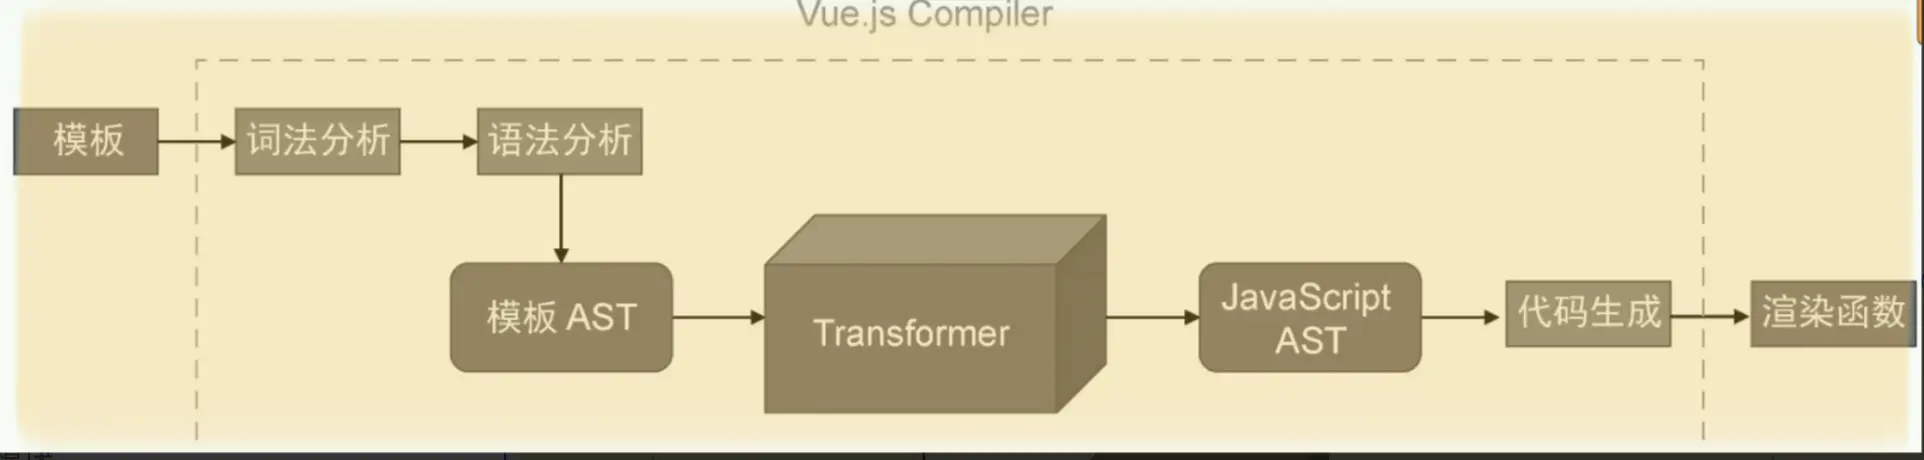 Vue.js Compiler
模板
词法分析
语法分析
模板 AST
Transformer
JavaScript
AST
代码生成
渲染函数